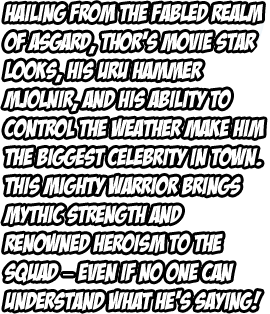 HAILING FROM THE FABLED REALM
OF ASGARD, THOR'S MOVIE STAR
LOOKS, HIS URU HAMMER
MJOLNIR, AND HIS ABILITY TO
CONTROL THE WEATHER MAKE HIM
THE BIGGEST CELEBRITY IN TOWN.
THIS MIGHTY WARRIOR BRINGS
MYTHIC STRENGTH AND
RENOWNED HEROISM TO THE
SQUAD – EVEN IF NO ONE CAN
UNDERSTAND WHAT HE'S SAYING!